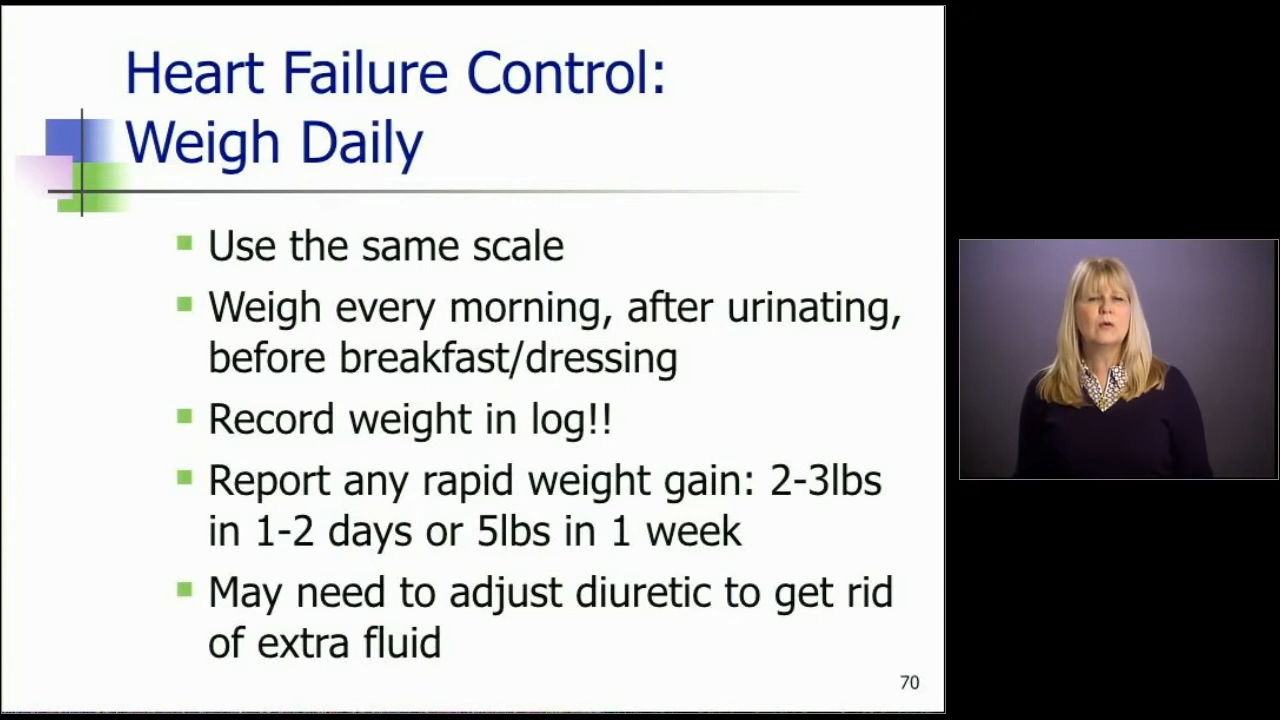 Heart Failure Control:
Weigh Daily
Use the same scale
Weigh every morning, after urinating,
before breakfast/dressing
Record weight in log!!
Report any rapid weight gain: 2-3lbs
in 1-2 days or 5lbs in 1 week
May need to adjust diuretic to get rid
of extra fluid
70